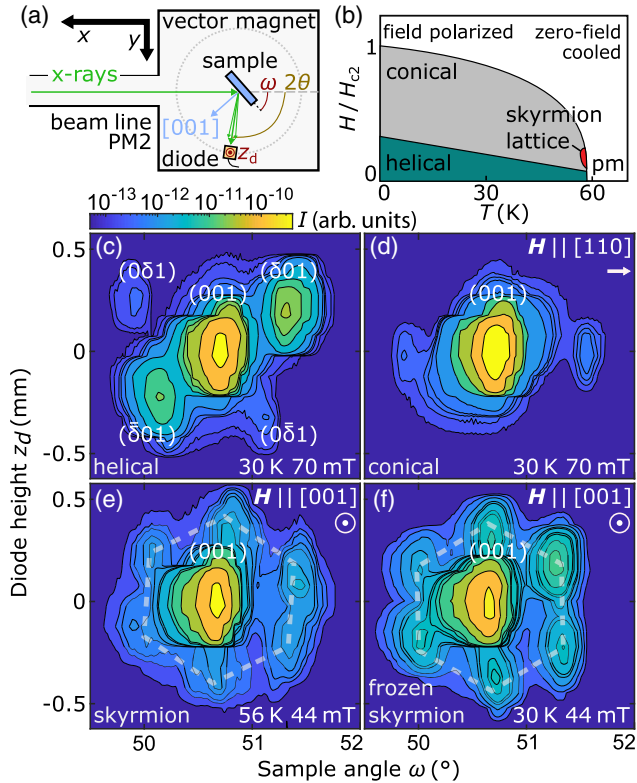 (a)
x
y
vector magnet
x-rays
sample
ω 2θ
[001]
beam line
PM2
diode
z_d
(b)
H / H_c2
1
0
field polarized
zero-field
cooled
conical
skyrmion
lattice
helical
pm
0 30 60
T (K)
10^-13 10^-12 10^-11 10^-10
I (arb. units)
(c)
(0δ1)
(δ01)
(001)
(δ̄01)
(0δ̄1)
helical
30 K 70 mT
(d)
H || [110]
(001)
conical
30 K 70 mT
(e)
H || [001]
(001)
skyrmion
56 K 44 mT
(f)
H || [001]
(001)
frozen
skyrmion
30 K 44 mT
0.5
0
-0.5
0.5
0
-0.5
Diode height z_d (mm)
50 51 52
50 51 52
Sample angle ω (°)